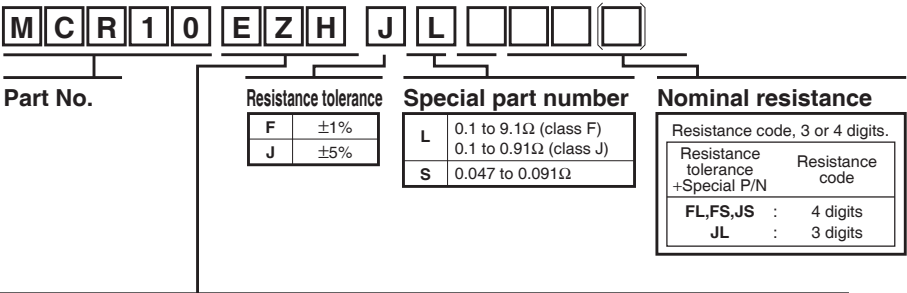 MCR10 EZH J L
Part No.
Resistance tolerance
F ±1%
J ±5%
Special part number
L 0.1 to 9.1Ω (class F)
0.1 to 0.91Ω (class J)
S 0.047 to 0.091Ω
Nominal resistance
Resistance code, 3 or 4 digits.
Resistance
tolerance
+Special P/N
Resistance
code
FL,FS,JS : 4 digits
JL : 3 digits